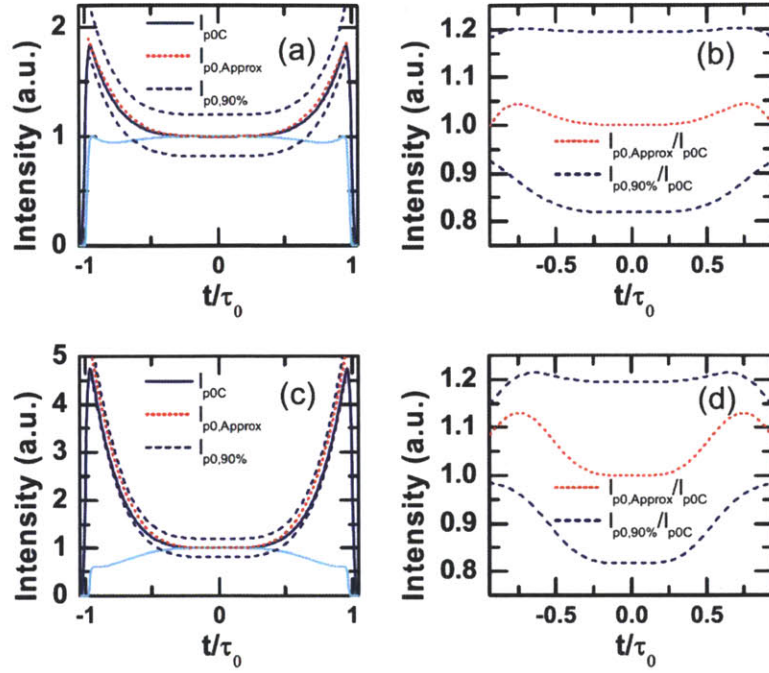 Intensity (a.u.)
2
1
0
I_p0C
I_p0,Approx
I_p0,90%
(a)
-1 0 1
t/τ₀
Intensity (a.u.)
1.2
1.1
1.0
0.9
0.8
(b)
I_p0,Approx/I_p0C
I_p0,90%/I_p0C
-0.5 0.0 0.5
t/τ₀
Intensity (a.u.)
5
4
3
2
1
0
I_p0C
I_p0,Approx
I_p0,90%
(c)
-1 0 1
t/τ₀
Intensity (a.u.)
1.2
1.1
1.0
0.9
0.8
(d)
I_p0,Approx/I_p0C
I_p0,90%/I_p0C
-0.5 0.0 0.5
t/τ₀